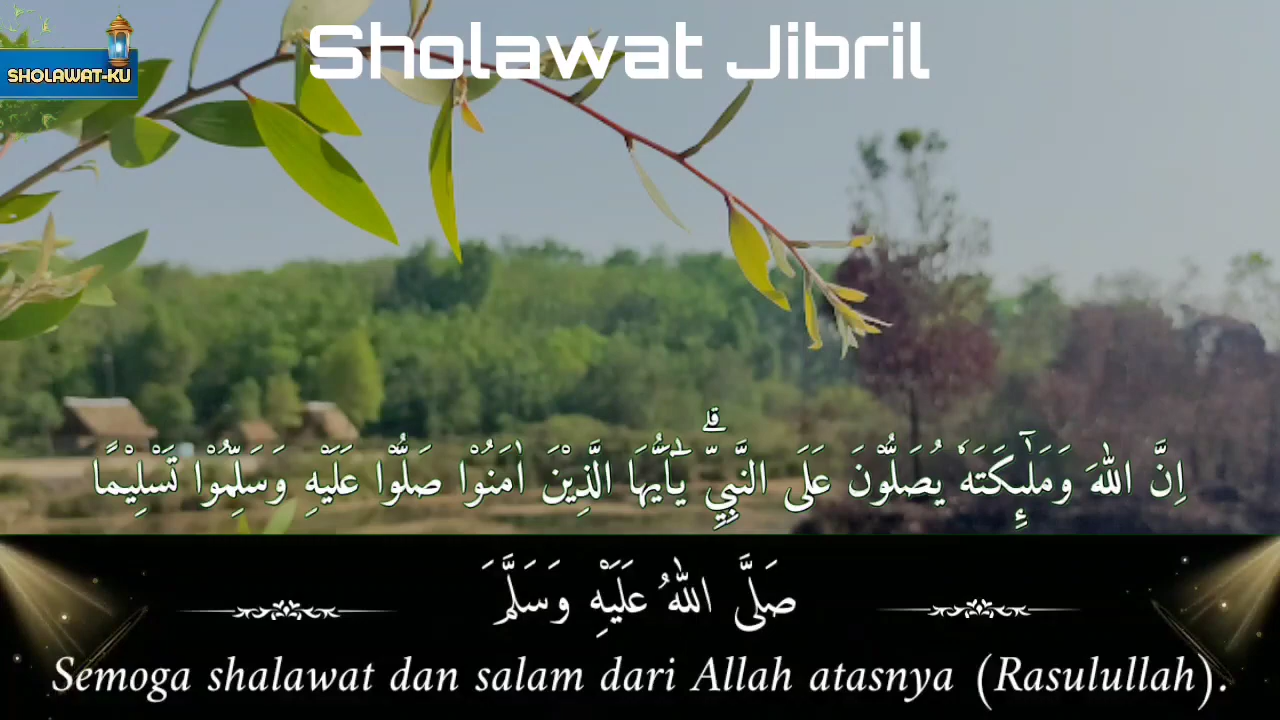 Sholawat Jibril
SHOLAWAT-KU
اِنَّ اللّٰهَ وَمَلٰۤىِٕكَتَهٗ يُصَلُّوْنَ عَلَى النَّبِيِّۗ يٰٓاَيُّهَا الَّذِيْنَ اٰمَنُوْا صَلُّوْا عَلَيْهِ وَسَلِّمُوْا تَسْلِيْمًا
صَلَّى اللّٰهُ عَلَيْهِ وَسَلَّمَ
Semoga shalawat dan salam dari Allah atasnya (Rasulullah).